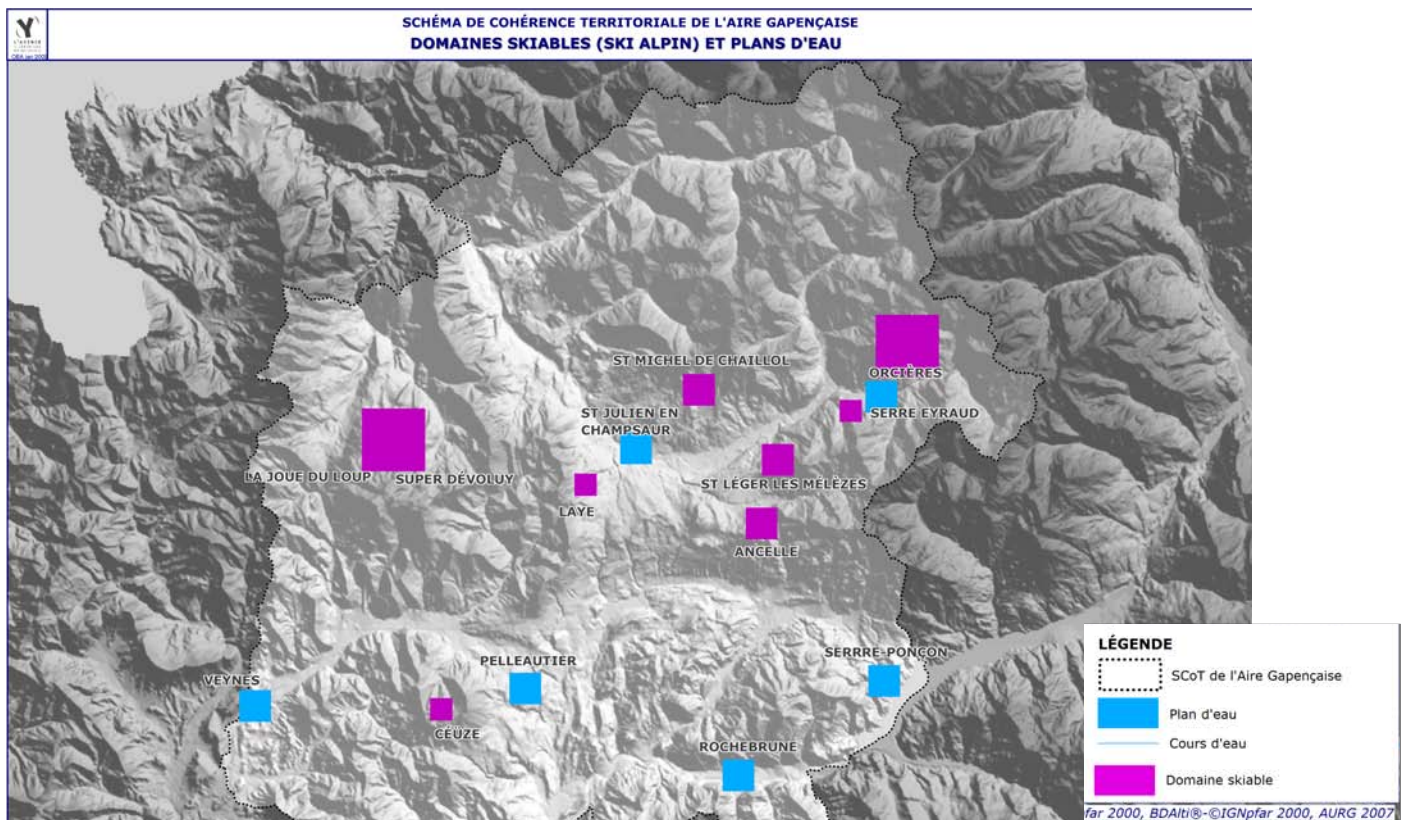 SCHÉMA DE COHÉRENCE TERRITORIALE DE L'AIRE GAPENÇAISE
DOMAINES SKIABLES (SKI ALPIN) ET PLANS D'EAU
ST MICHEL DE CHAILLOL
ORCIÈRES
ST JULIEN EN
CHAMPSAUR
SERRE EYRAUD
LA JOUE DU LOUP
SUPER DÉVOLUY
ST LÉGER LES MÉLÈZES
LAYE
ANCELLE
PELLEAUTIER
SERRRE-PONÇON
VEYNES
CÉUZE
ROCHEBRUNE
LÉGENDE
SCoT de l'Aire Gapençaise
Plan d'eau
Cours d'eau
Domaine skiable
far 2000, BDAlti®-©IGNpfar 2000, AURG 2007